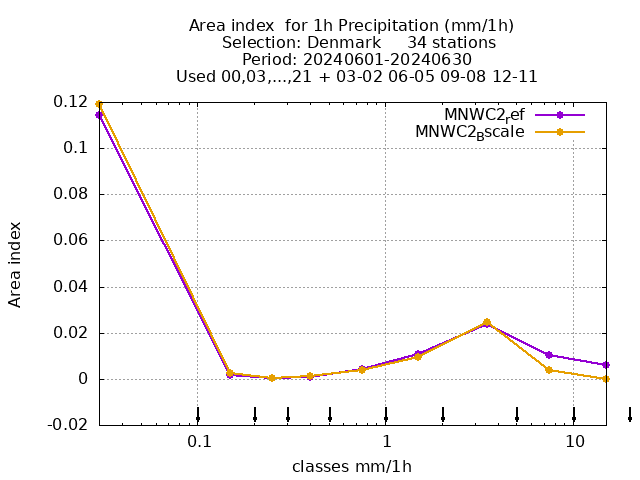 Area index  for 1h Precipitation (mm/1h)
Selection: Denmark     34 stations
Period: 20240601-20240630
Used 00,03,...,21 + 03-02 06-05 09-08 12-11
MNWC2ref
MNWC2Bscale
0.12
0.1
0.08
0.06
0.04
0.02
0
-0.02
Area index
0.1
1
10
classes mm/1h